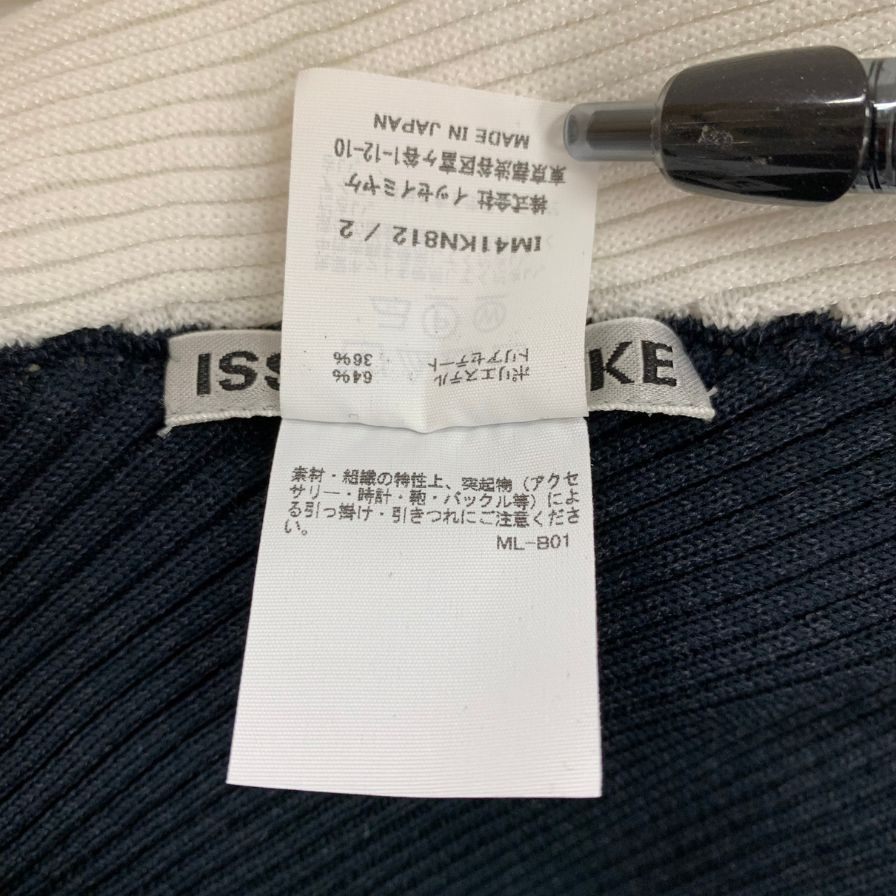 MADE IN JAPAN
東京都渋谷区富ヶ谷1-12-10
株式会社 イッセイミヤケ
IM41KN812 / 2
トリアセテート 36%
ポリエステル 64%
ISS KE
素材・組織の特性上、突起物（アクセ
サリー・時計・鞄・バックル等）によ
る引っ掛け・引きつれにご注意くださ
い。
ML-B01